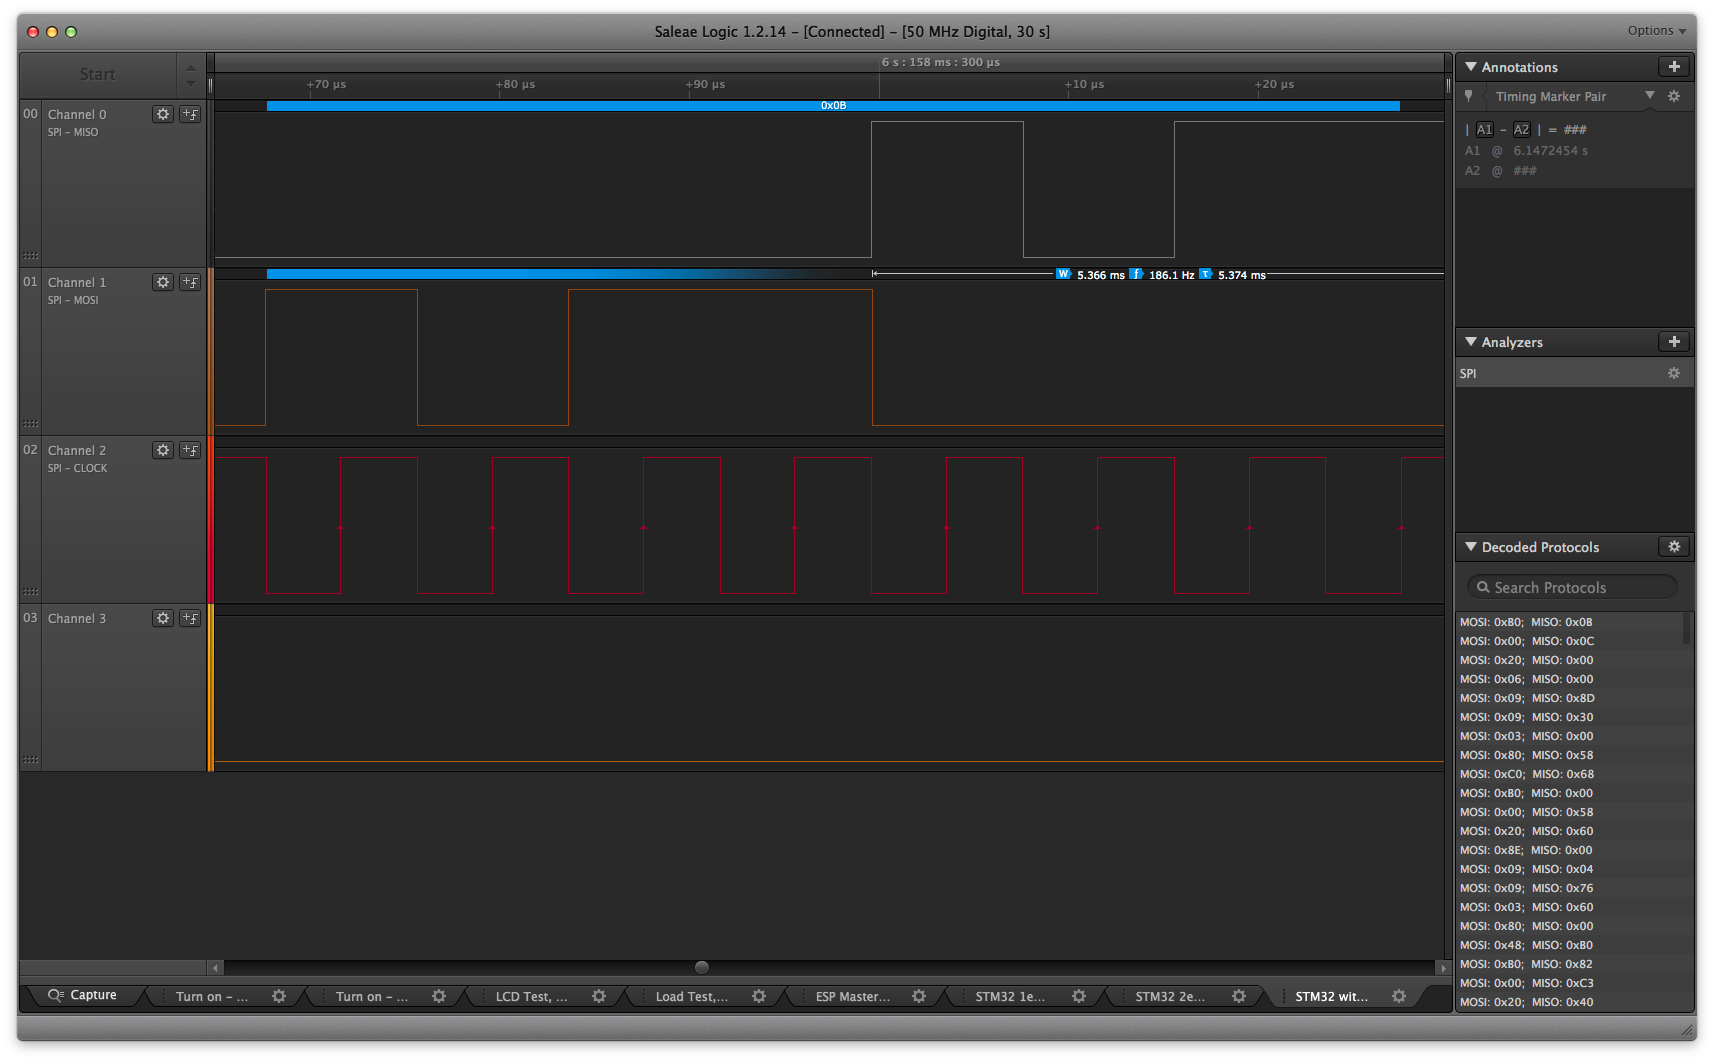 Saleae Logic 1.2.14 – [Connected] – [50 MHz Digital, 30 s]
Options
Start
6 s : 158 ms : 300 µs
+70 µs
+80 µs
+90 µs
+10 µs
+20 µs
00
Channel 0
SPI – MISO
0x0B
01
Channel 1
SPI – MOSI
W 5.366 ms f 186.1 Hz τ 5.374 ms
02
Channel 2
SPI – CLOCK
03
Channel 3
Annotations
Timing Marker Pair
| A1 – A2 | = ###
A1 @ 6.1472454 s
A2 @ ###
Analyzers
SPI
Decoded Protocols
Search Protocols
MOSI: 0xB0; MISO: 0x0B
MOSI: 0x00; MISO: 0x0C
MOSI: 0x20; MISO: 0x00
MOSI: 0x06; MISO: 0x00
MOSI: 0x09; MISO: 0x8D
MOSI: 0x09; MISO: 0x30
MOSI: 0x03; MISO: 0x00
MOSI: 0x80; MISO: 0x58
MOSI: 0xC0; MISO: 0x68
MOSI: 0xB0; MISO: 0x00
MOSI: 0x00; MISO: 0x58
MOSI: 0x20; MISO: 0x60
MOSI: 0x8E; MISO: 0x00
MOSI: 0x09; MISO: 0x04
MOSI: 0x09; MISO: 0x76
MOSI: 0x03; MISO: 0x60
MOSI: 0x80; MISO: 0x00
MOSI: 0x48; MISO: 0xB0
MOSI: 0xB0; MISO: 0x82
MOSI: 0x00; MISO: 0xC3
MOSI: 0x20; MISO: 0x40
Capture
Turn on – ...
Turn on – ...
LCD Test, ...
Load Test,...
ESP Master...
STM32 1e...
STM32 2e...
STM32 wit...